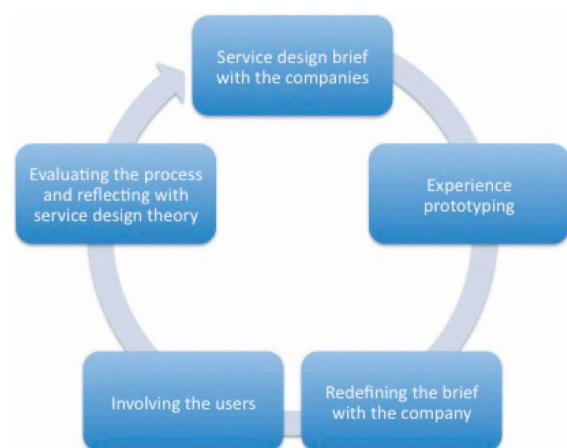 Service design brief
with the companies
Experience
prototyping
Redefining the brief
with the company
Involving the users
Evaluating the process
and reflecting with
service design theory